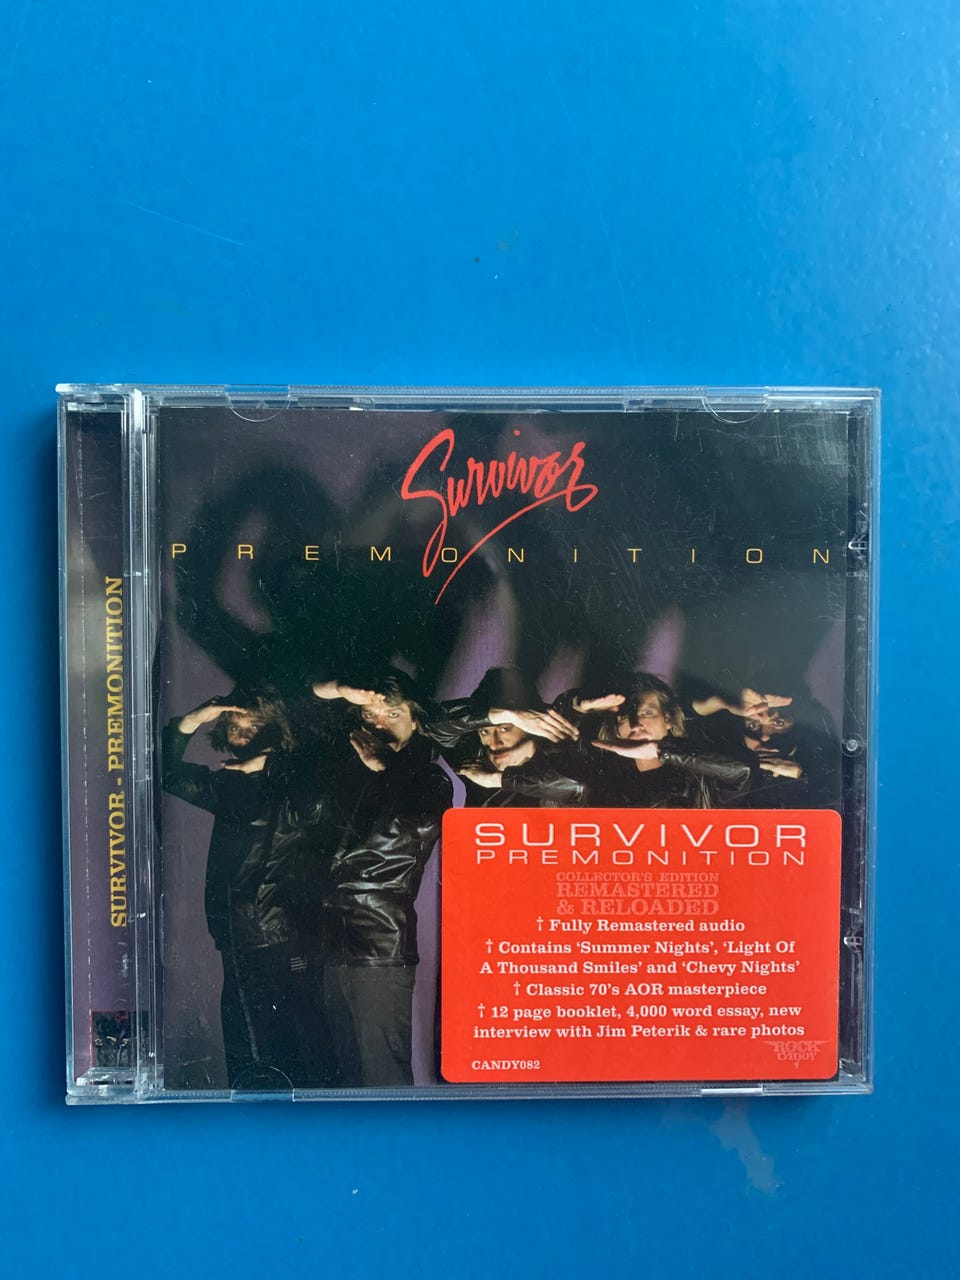 Survivor
PREMONITION
SURVIVOR - PREMONITION
SURVIVOR
PREMONITION
COLLECTOR'S EDITION
REMASTERED
& RELOADED
† Fully Remastered audio
† Contains 'Summer Nights', 'Light Of
A Thousand Smiles' and 'Chevy Nights'
† Classic 70's AOR masterpiece
† 12 page booklet, 4,000 word essay, new
interview with Jim Peterik & rare photos
ROCK
CANDY
CANDY082